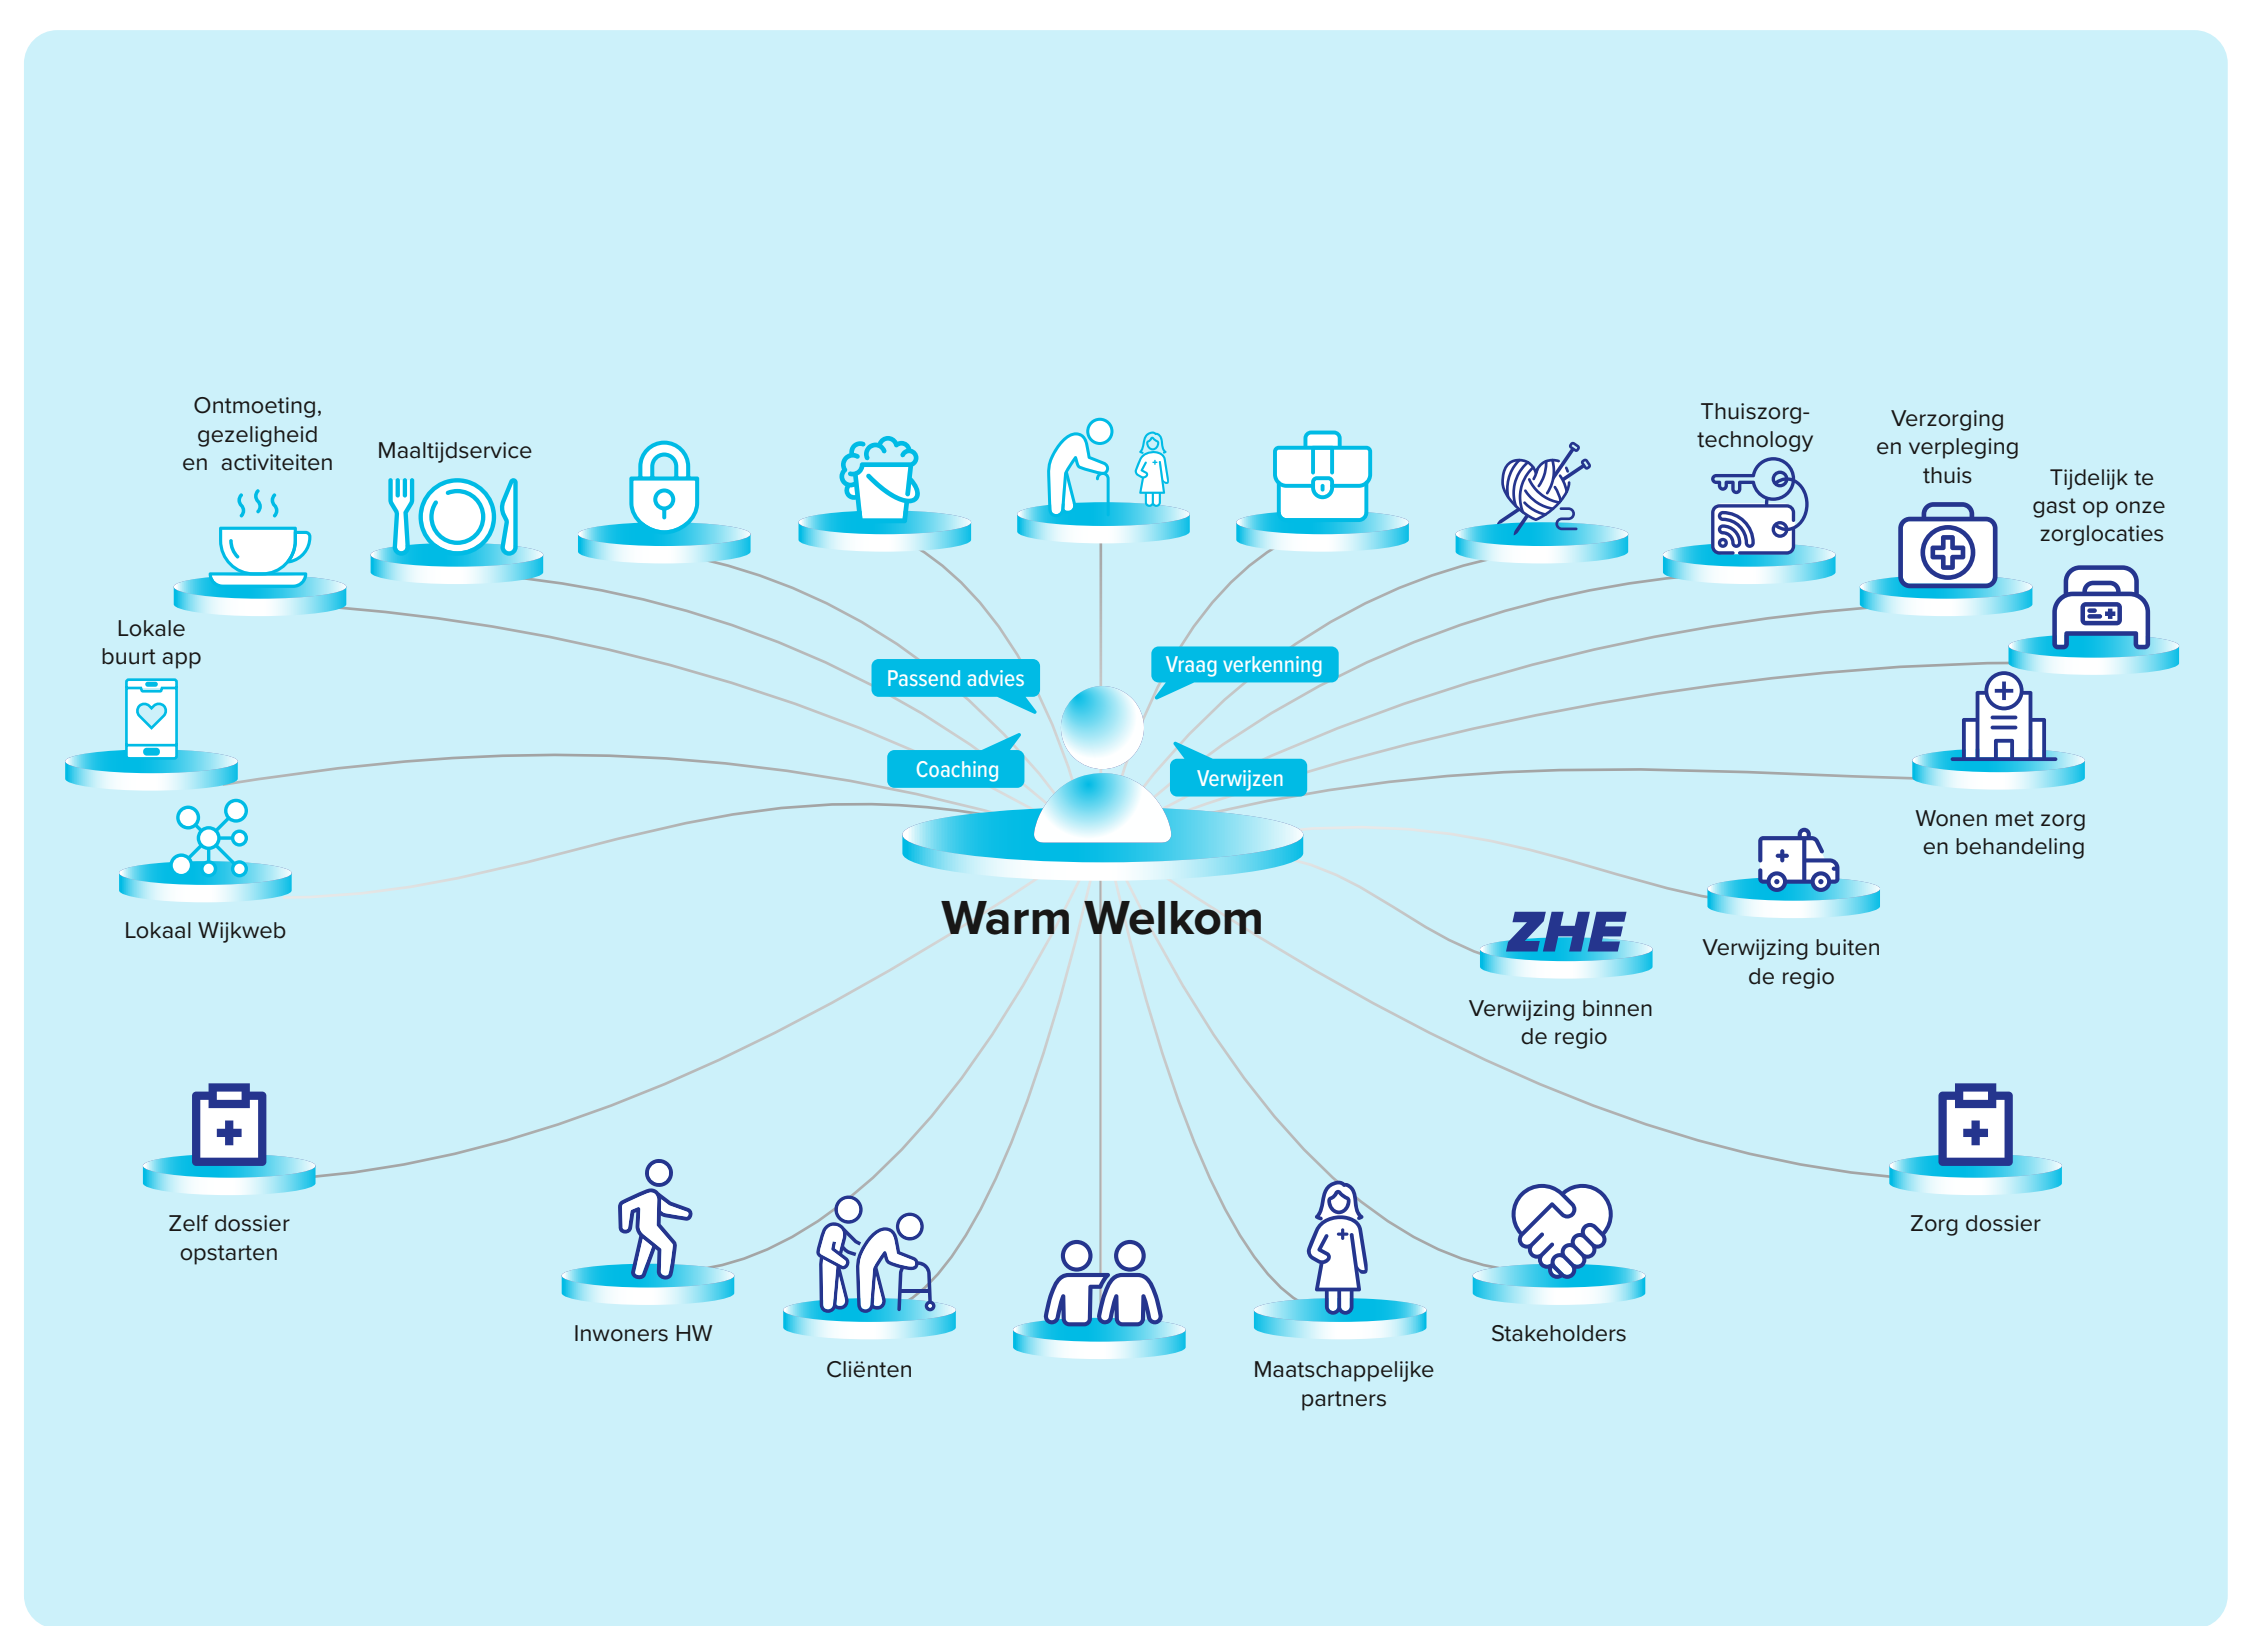 Ontmoeting,
gezeligheid
en activiteiten
Maaltijdservice
Thuiszorg-
technology
Verzorging
en verpleging
thuis
Tijdelijk te
gast op onze
zorglocaties
Lokale
buurt app
Passend advies
Vraag verkenning
Coaching
Verwijzen
Wonen met zorg
en behandeling
Warm Welkom
Lokaal Wijkweb
ZHE
Verwijzing buiten
de regio
Verwijzing binnen
de regio
Zelf dossier
opstarten
Zorg dossier
Inwoners HW
Cliënten
Maatschappelijke
partners
Stakeholders